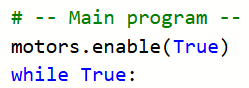 # -- Main program --
motors.enable(True)
while True: